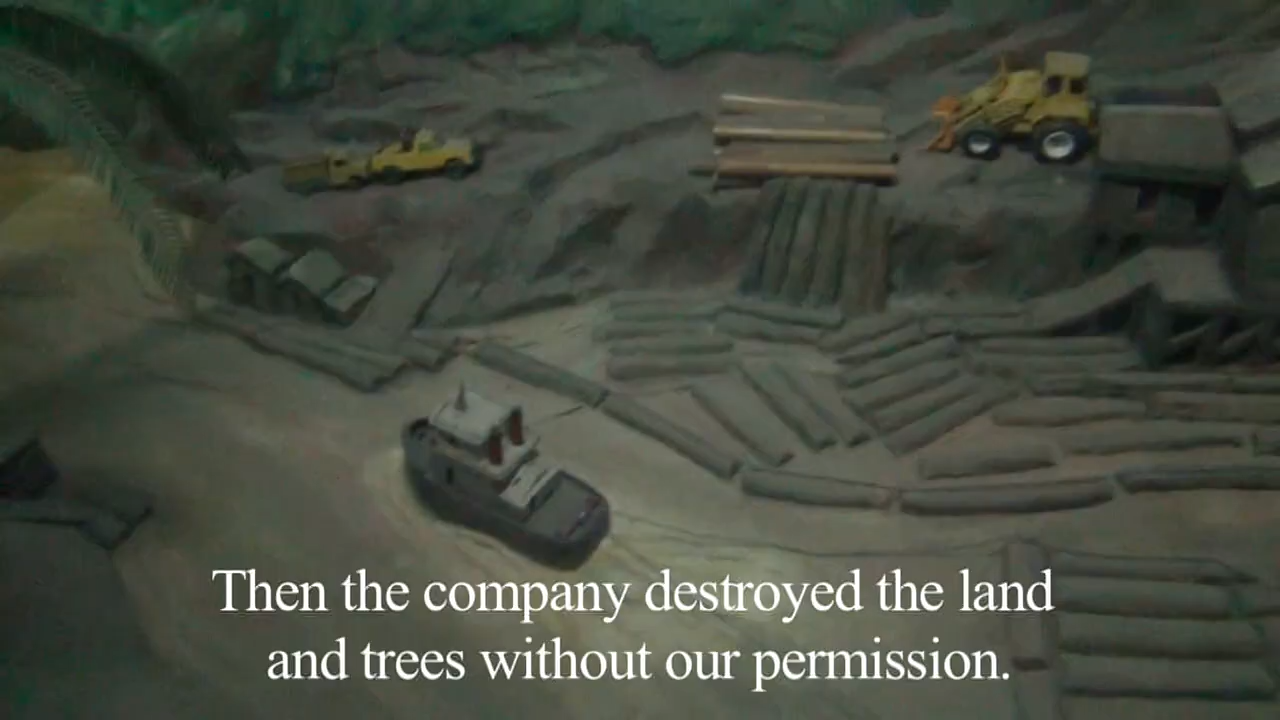 Then the company destroyed the land
and trees without our permission.